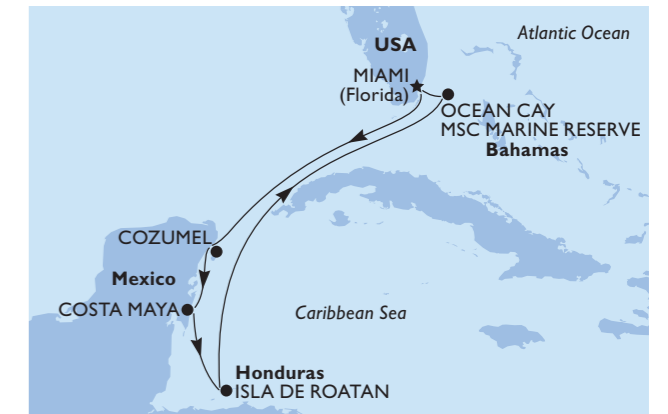 Atlantic Ocean
USA
MIAMI
(Florida)
OCEAN CAY
MSC MARINE RESERVE
Bahamas
COZUMEL
Mexico
COSTA MAYA
Caribbean Sea
Honduras
ISLA DE ROATAN